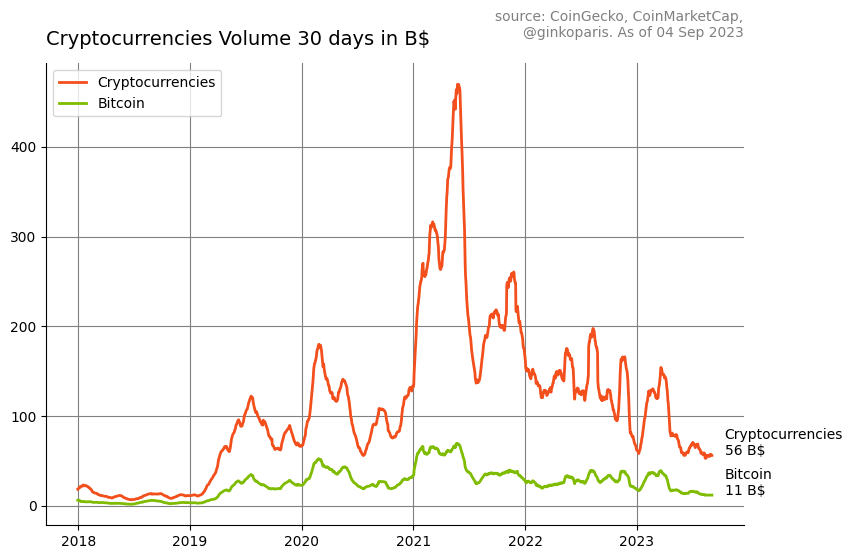 source: CoinGecko, CoinMarketCap,
@ginkoparis. As of 04 Sep 2023
Cryptocurrencies Volume 30 days in B$
Cryptocurrencies
Bitcoin
400
300
200
100
0
Cryptocurrencies
56 B$
Bitcoin
11 B$
2018
2019
2020
2021
2022
2023